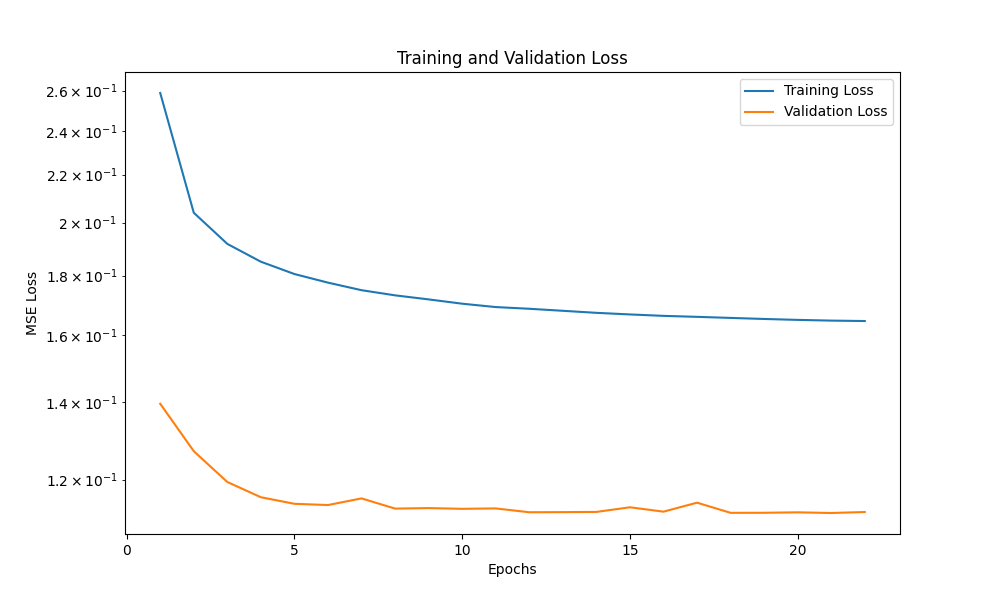 Training and Validation Loss
Training Loss
Validation Loss
2.6 × 10⁻¹
2.4 × 10⁻¹
2.2 × 10⁻¹
2 × 10⁻¹
1.8 × 10⁻¹
1.6 × 10⁻¹
1.4 × 10⁻¹
1.2 × 10⁻¹
MSE Loss
0 5 10 15 20
Epochs